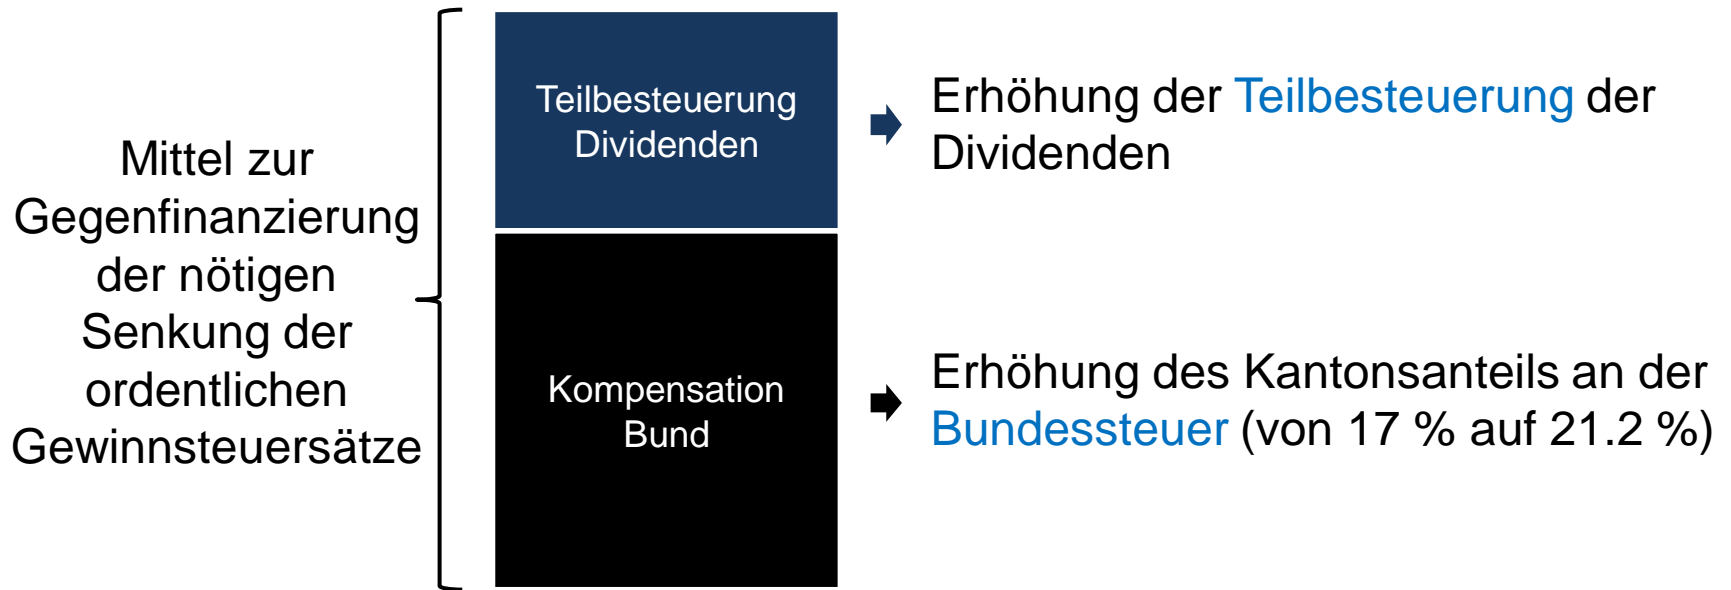 Mittel zur
Gegenfinanzierung
der nötigen
Senkung der
ordentlichen
Gewinnsteuersätze
Teilbesteuerung
Dividenden
Erhöhung der Teilbesteuerung der
Dividenden
Kompensation
Bund
Erhöhung des Kantonsanteils an der
Bundessteuer (von 17 % auf 21.2 %)